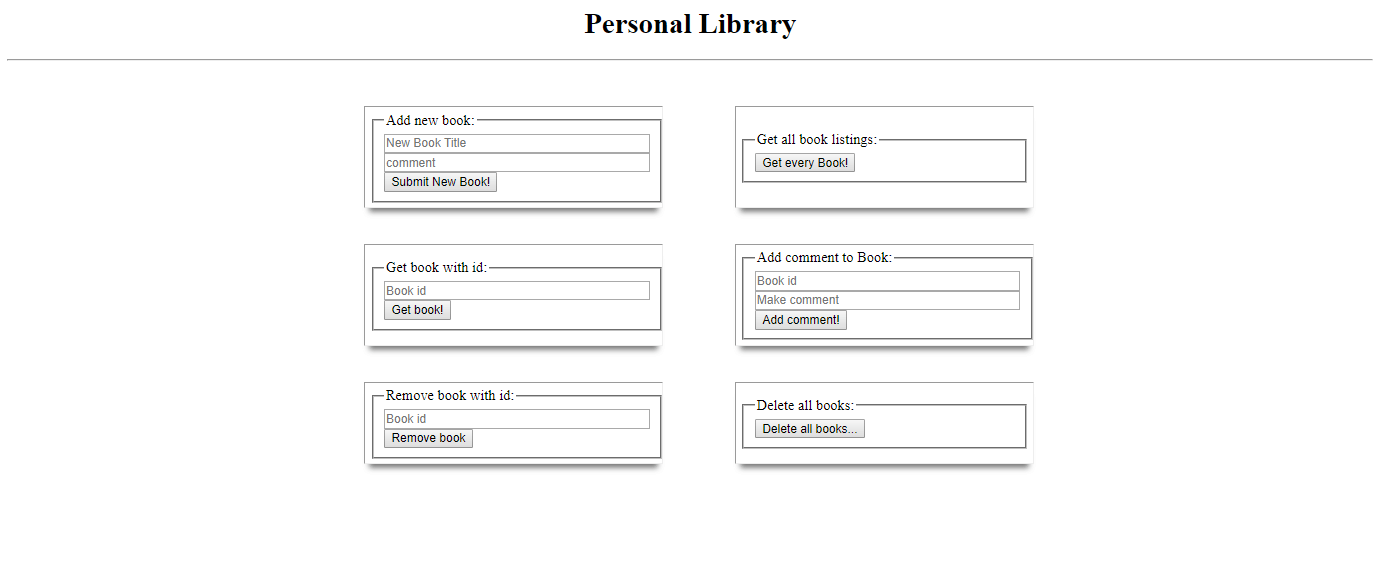 Personal Library
Add new book:
New Book Title
comment
Submit New Book!
Get all book listings:
Get every Book!
Get book with id:
Book id
Get book!
Add comment to Book:
Book id
Make comment
Add comment!
Remove book with id:
Book id
Remove book
Delete all books:
Delete all books...